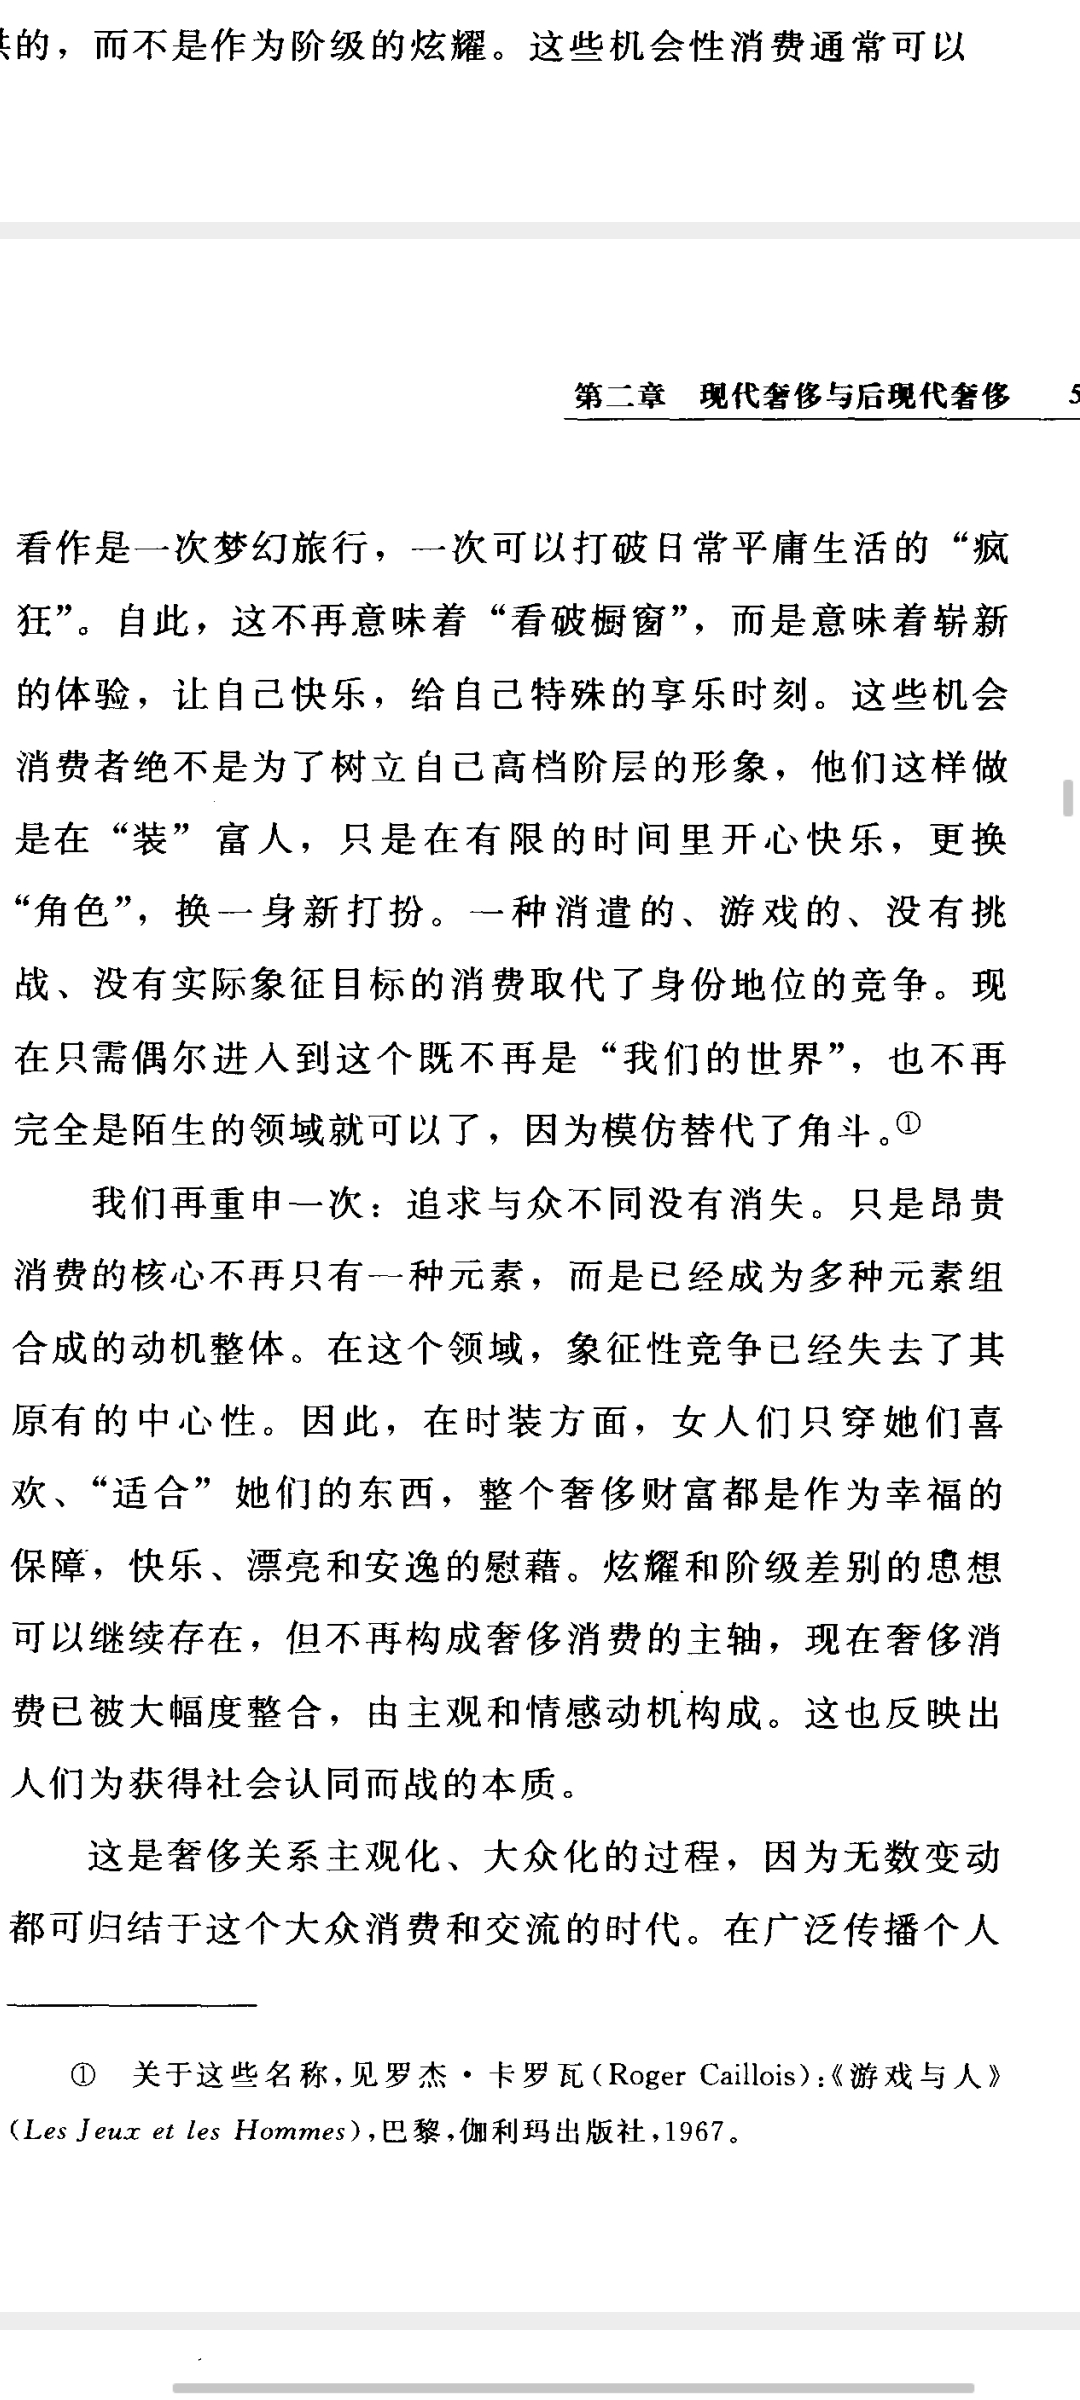 的，而不是作为阶级的炫耀。这些机会性消费通常可以
第二章 现代奢侈与后现代奢侈 5
看作是一次梦幻旅行，一次可以打破日常平庸生活的“疯
狂”。自此，这不再意味着“看破橱窗”，而是意味着崭新
的体验，让自己快乐，给自己特殊的享乐时刻。这些机会
消费者绝不是为了树立自己高档阶层的形象，他们这样做
是在“装”富人，只是在有限的时间里开心快乐，更换
“角色”，换一身新打扮。一种消遣的、游戏的、没有挑
战、没有实际象征目标的消费取代了身份地位的竞争。现
在只需偶尔进入到这个既不再是“我们的世界”，也不再
完全是陌生的领域就可以了，因为模仿替代了角斗。①
我们再重申一次：追求与众不同没有消失。只是昂贵
消费的核心不再只有一种元素，而是已经成为多种元素组
合成的动机整体。在这个领域，象征性竞争已经失去了其
原有的中心性。因此，在时装方面，女人们只穿她们喜
欢、“适合”她们的东西，整个奢侈财富都是作为幸福的
保障，快乐、漂亮和安逸的慰藉。炫耀和阶级差别的思想
可以继续存在，但不再构成奢侈消费的主轴，现在奢侈消
费已被大幅度整合，由主观和情感动机构成。这也反映出
人们为获得社会认同而战的本质。
这是奢侈关系主观化、大众化的过程，因为无数变动
都可归结于这个大众消费和交流的时代。在广泛传播个人
① 关于这些名称，见罗杰·卡罗瓦（Roger Caillois）：《游戏与人》
（Les Jeux et les Hommes），巴黎，伽利玛出版社，1967。